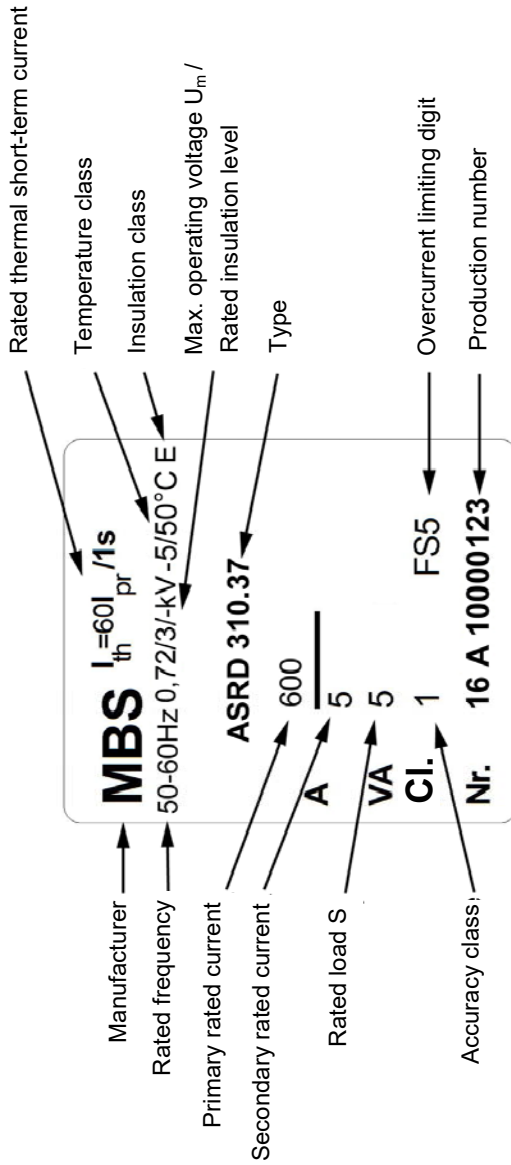 Manufacturer
Rated frequency
Primary rated current
Secondary rated current
Rated load S
Accuracy class
MBS I_th=60I_pr/1s
50-60Hz 0,72/3/-kV -5/50°C E
ASRD 310.37
A 600
5
VA 5
Cl. 1 FS5
Nr. 16 A 10000123
Rated thermal short-term current
Temperature class
Insulation class
Max. operating voltage U_m /
Rated insulation level
Type
Overcurrent limiting digit
Production number